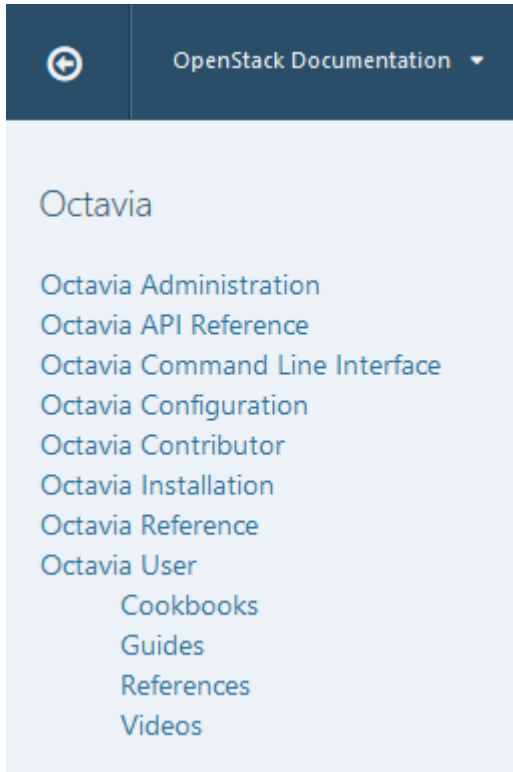 OpenStack Documentation
Octavia
Octavia Administration
Octavia API Reference
Octavia Command Line Interface
Octavia Configuration
Octavia Contributor
Octavia Installation
Octavia Reference
Octavia User
Cookbooks
Guides
References
Videos